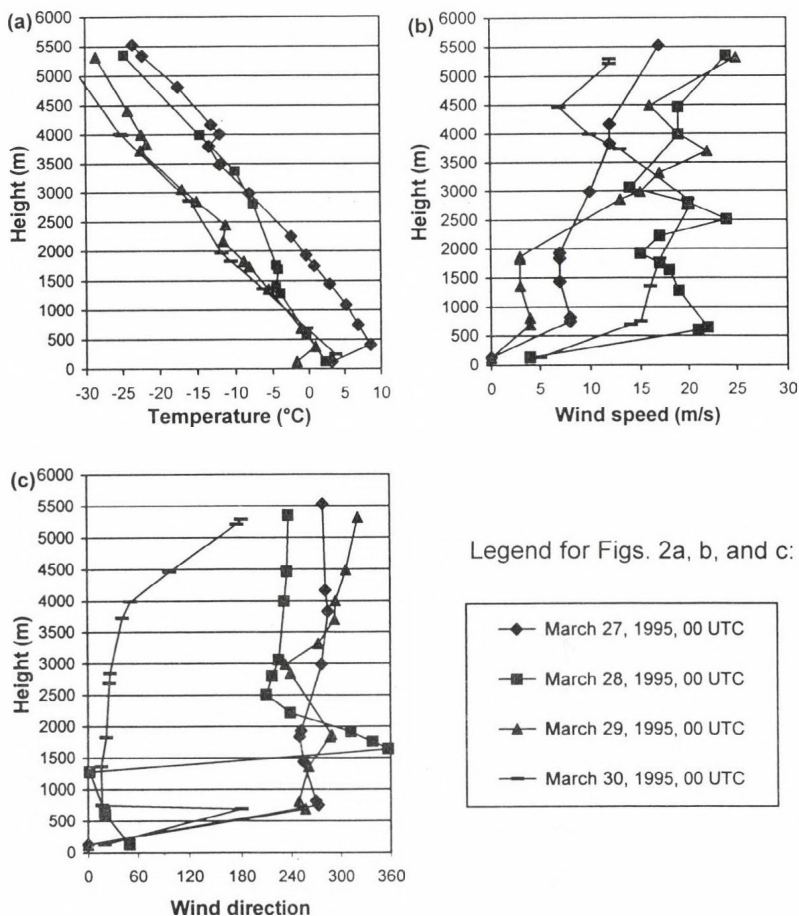 (a)
6000
5500
5000
4500
4000
3500
3000
2500
2000
1500
1000
500
0
Height (m)
-30 -25 -20 -15 -10 -5 0 5 10
Temperature (°C)
(b)
6000
5500
5000
4500
4000
3500
3000
2500
2000
1500
1000
500
0
Height (m)
0 5 10 15 20 25 30
Wind speed (m/s)
(c)
6000
5500
5000
4500
4000
3500
3000
2500
2000
1500
1000
500
0
Height (m)
0 60 120 180 240 300 360
Wind direction
Legend for Figs. 2a, b, and c:
March 27, 1995, 00 UTC
March 28, 1995, 00 UTC
March 29, 1995, 00 UTC
March 30, 1995, 00 UTC